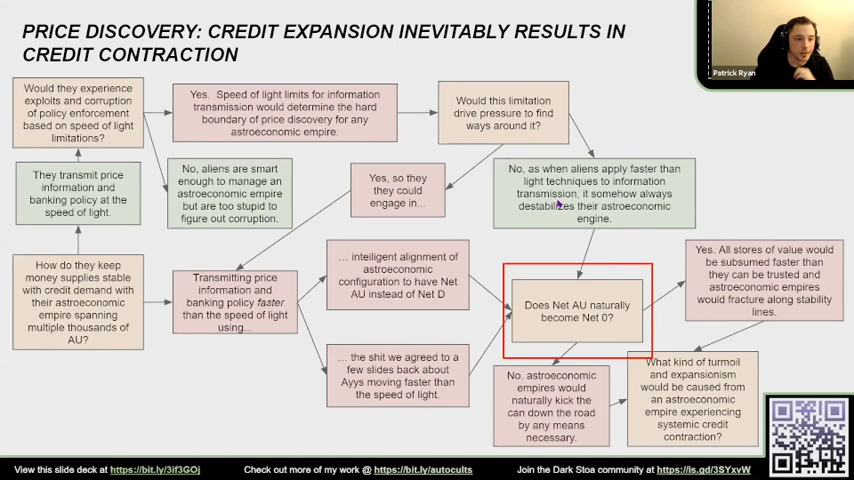 PRICE DISCOVERY: CREDIT EXPANSION INEVITABLY RESULTS IN
CREDIT CONTRACTION
Patrick Ryan
Would they experience
exploits and corruption
of policy enforcement
based on speed of light
limitations?
Yes. Speed of light limits for information
transmission would determine the hard
boundary of price discovery for any
astroeconomic empire.
Would this limitation
drive pressure to find
ways around it?
They transmit price
information and
banking policy at the
speed of light.
No, aliens are smart
enough to manage an
astroeconomic empire
but are too stupid to
figure out corruption.
Yes, so they
they could
engage in...
No, as when aliens apply faster than
light techniques to information
transmission, it somehow always
destabilizes their astroeconomic
engine.
How do they keep
money supplies stable
with credit demand with
their astroeconomic
empire spanning
multiple thousands of
AU?
Transmitting price
information and
banking policy faster
than the speed of light
using...
... intelligent alignment of
astroeconomic
configuration to have Net
AU instead of Net D
... the shit we agreed to a
few slides back about
Ayys moving faster than
the speed of light.
Does Net AU naturally
become Net 0?
Yes. All stores of value would
be subsumed faster than
they can be trusted and
astroeconomic empires
would fracture along stability
lines.
No, astroeconomic
empires would
naturally kick the
can down the road
by any means
necessary.
What kind of turmoil
and expansionism
would be caused from
an astroeconomic
empire experiencing
systemic credit
contraction?
View this slide deck at https://bit.ly/3if3GOj
Check out more of my work @ https://bit.ly/autocults
Join the Dark Stoa community at https://is.gd/3SYxvW